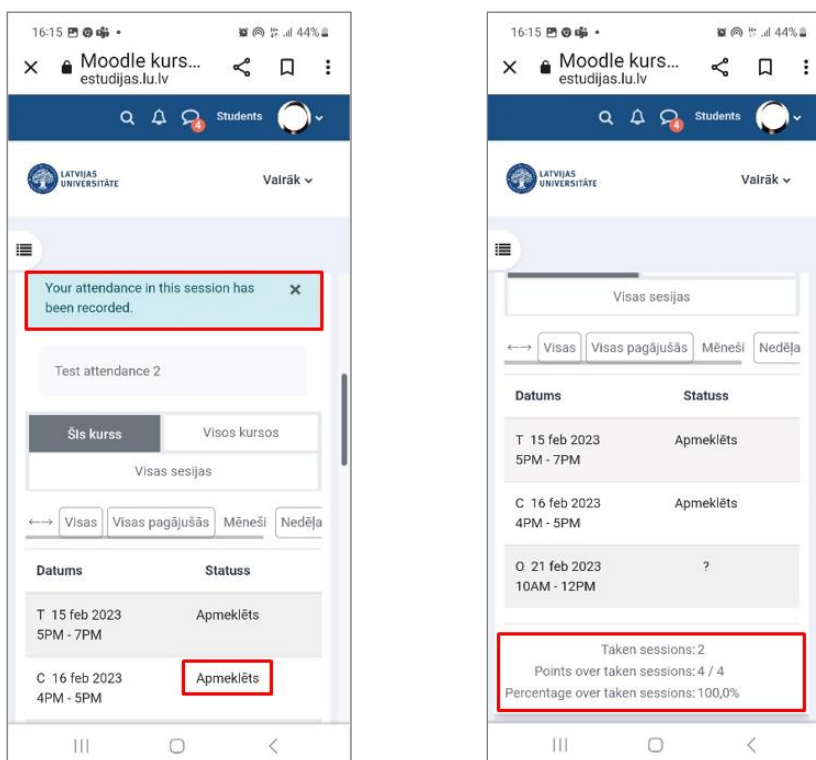 16:15
44%
Moodle kurs...
estudijas.lu.lv
4
Students
LATVIJAS
UNIVERSITĀTE
Vairāk
Your attendance in this session has
been recorded.
Test attendance 2
Šis kurss
Visos kursos
Visas sesijas
←→ Visas Visas pagājušās Mēneši Nedēļa
Datums Statuss
T 15 feb 2023 Apmeklēts
5PM - 7PM
C 16 feb 2023 Apmeklēts
4PM - 5PM
16:15
44%
Moodle kurs...
estudijas.lu.lv
4
Students
LATVIJAS
UNIVERSITĀTE
Vairāk
Visas sesijas
←→ Visas Visas pagājušās Mēneši Nedēļa
Datums Statuss
T 15 feb 2023 Apmeklēts
5PM - 7PM
C 16 feb 2023 Apmeklēts
4PM - 5PM
O 21 feb 2023 ?
10AM - 12PM
Taken sessions: 2
Points over taken sessions: 4 / 4
Percentage over taken sessions: 100,0%